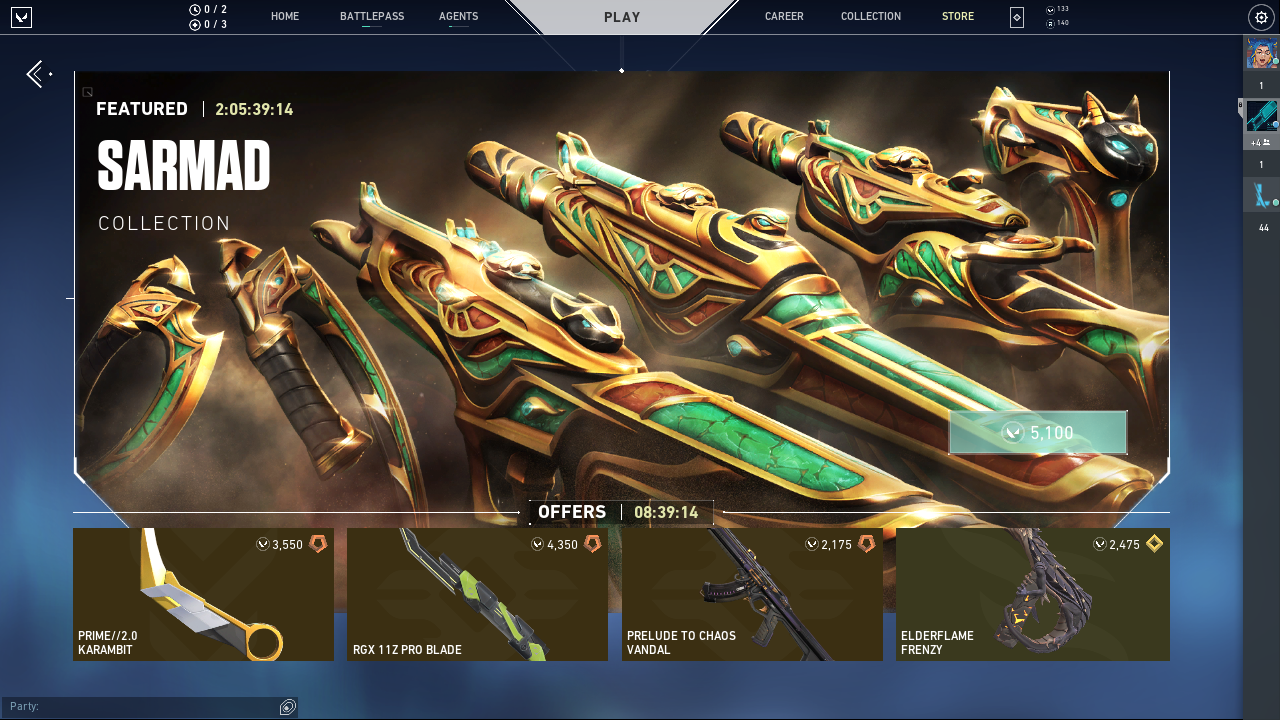 0 / 2
0 / 3
HOME
BATTLEPASS
AGENTS
PLAY
CAREER
COLLECTION
STORE
133
140
FEATURED 2:05:39:14
SARMAD
COLLECTION
1
+4
1
44
5,100
OFFERS 08:39:14
3,550
PRIME//2.0
KARAMBIT
4,350
RGX 11Z PRO BLADE
2,175
PRELUDE TO CHAOS
VANDAL
2,475
ELDERFLAME
FRENZY
Party: